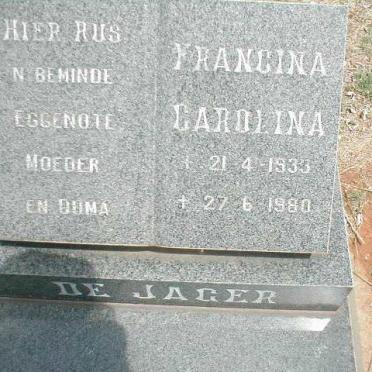 HIER RUS
N BEMINDE
EGGENOTE
MOEDER
EN OUMA
FRANCINA
CAROLINA
+ 21-4-1933
+ 27-6-1980
DE JAGER